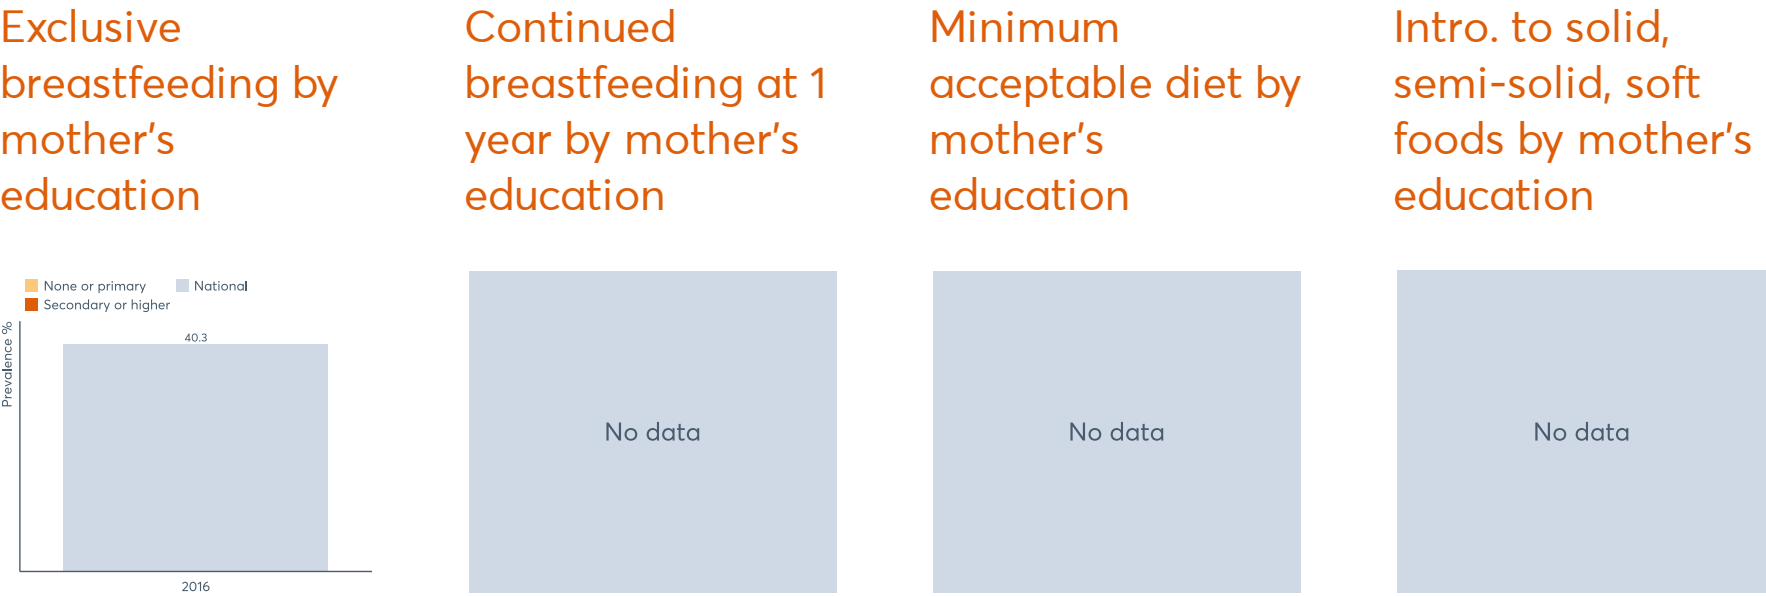 Exclusive
breastfeeding by
mother's
education
None or primary
National
Secondary or higher
Prevalence %
40.3
2016
Continued
breastfeeding at 1
year by mother's
education
No data
Minimum
acceptable diet by
mother's
education
No data
Intro. to solid,
semi-solid, soft
foods by mother's
education
No data